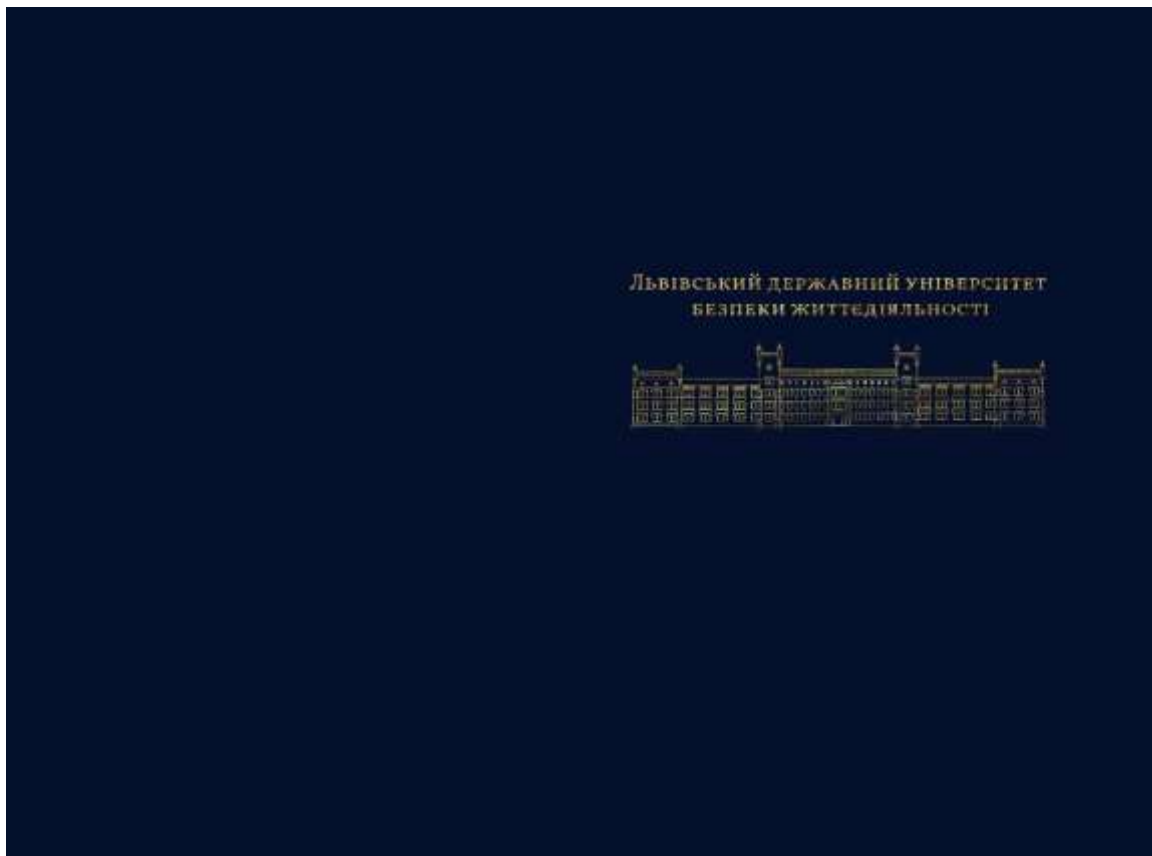 Львівський державний університет
безпеки життєдіяльності